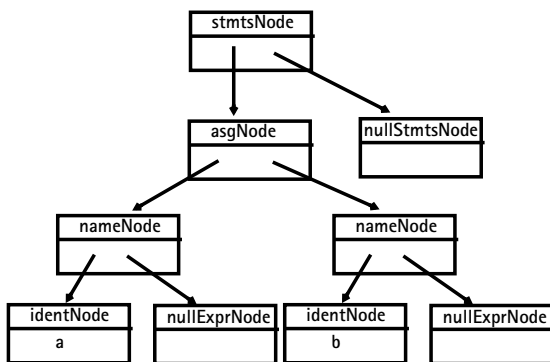 stmtsNode
asgNode
nullStmtsNode
nameNode
nameNode
identNode
a
nullExprNode
identNode
b
nullExprNode